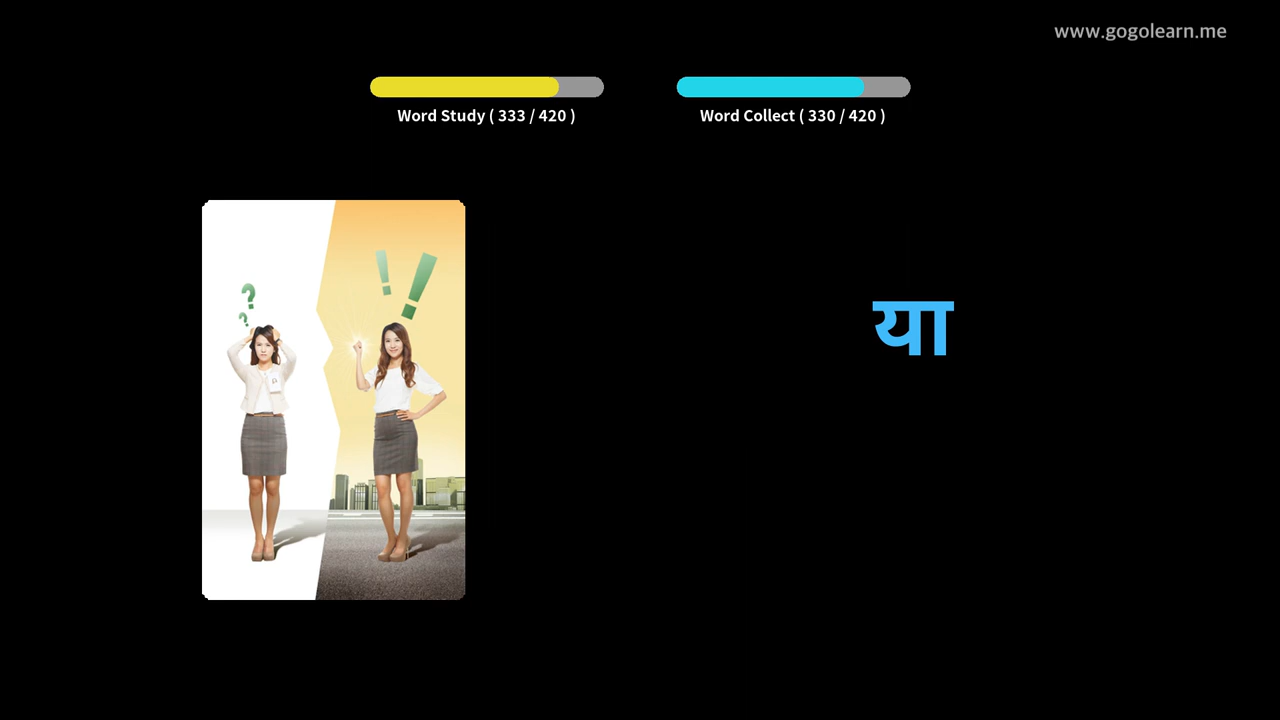 www.gogolearn.me
Word Study ( 333 / 420 )
Word Collect ( 330 / 420 )
? ! !
?
या